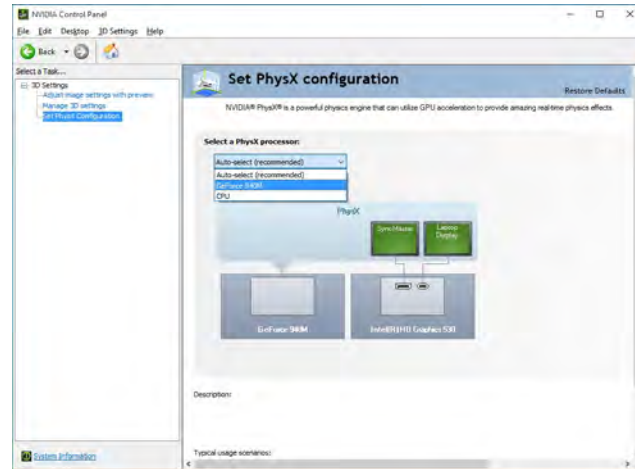 NVIDIA Control Panel
File Edit Desktop 3D Settings Help
Back
Select a Task...
3D Settings
Adjust image settings with preview
Manage 3D settings
Set PhysX Configuration
System Information
Set PhysX configuration
Restore Defaults
NVIDIA® PhysX® is a powerful physics engine that can utilize GPU acceleration to provide amazing real-time physics effects.
Select a PhysX processor:
Auto-select (recommended)
Auto-select (recommended)
GeForce 940M
CPU
PhysX
SyncMaster
Laptop Display
GeForce 940M
Intel(R) HD Graphics 530
Description:
Typical usage scenarios: